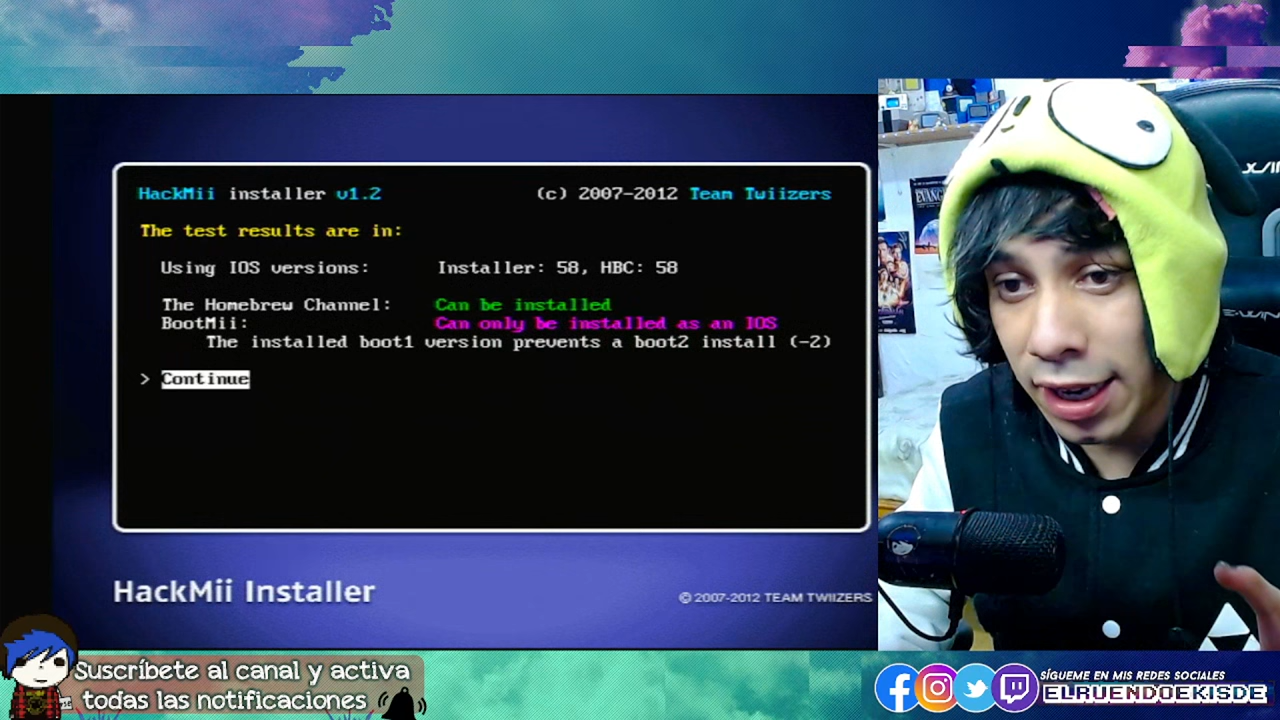 HackMii installer v1.2 (c) 2007-2012 Team Twiizers
The test results are in:
Using IOS versions: Installer: 58, HBC: 58
The Homebrew Channel: Can be installed
BootMii: Can only be installed as an IOS
The installed boot1 version prevents a boot2 install (-2)
> Continue
HackMii Installer
© 2007-2012 TEAM TWIIZERS
EVANG
Suscríbete al canal y activa
todas las notificaciones
SÍGUEME EN MIS REDES SOCIALES
ELRUENDOEKISDE